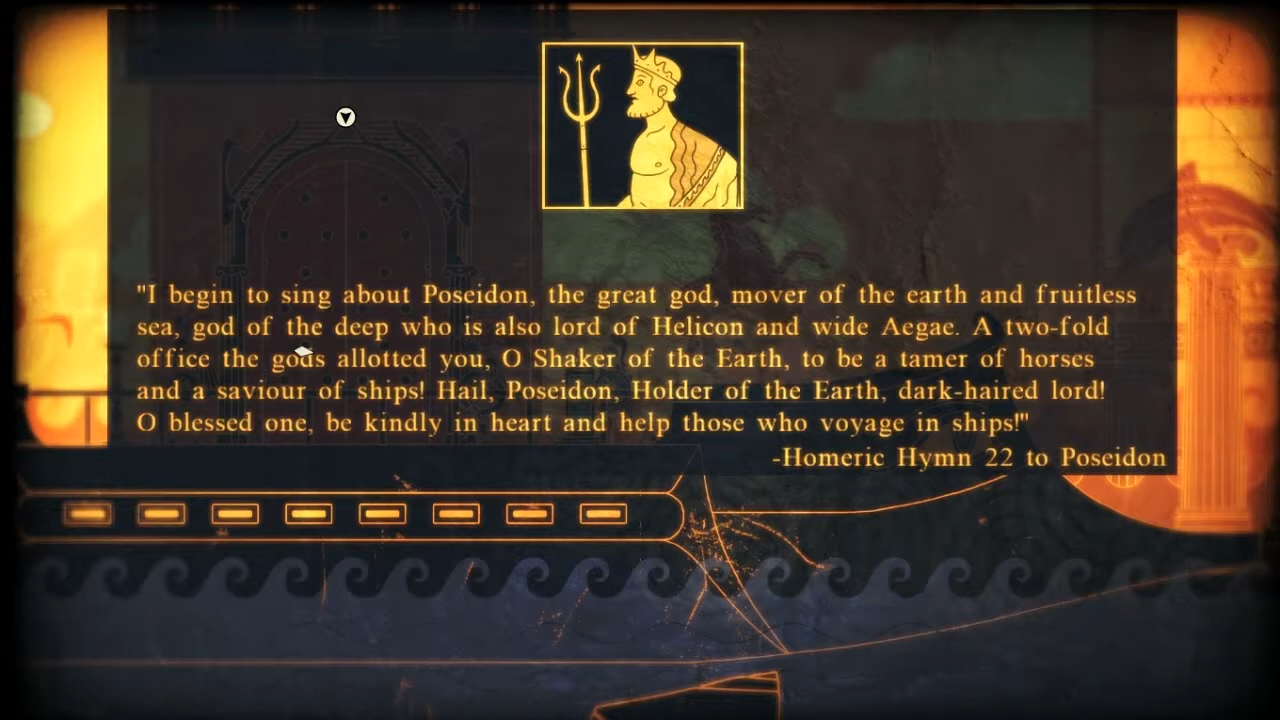 "I begin to sing about Poseidon, the great god, mover of the earth and fruitless
sea, god of the deep who is also lord of Helicon and wide Aegae. A two-fold
office the gods allotted you, O Shaker of the Earth, to be a tamer of horses
and a saviour of ships! Hail, Poseidon, Holder of the Earth, dark-haired lord!
O blessed one, be kindly in heart and help those who voyage in ships!"
-Homeric Hymn 22 to Poseidon